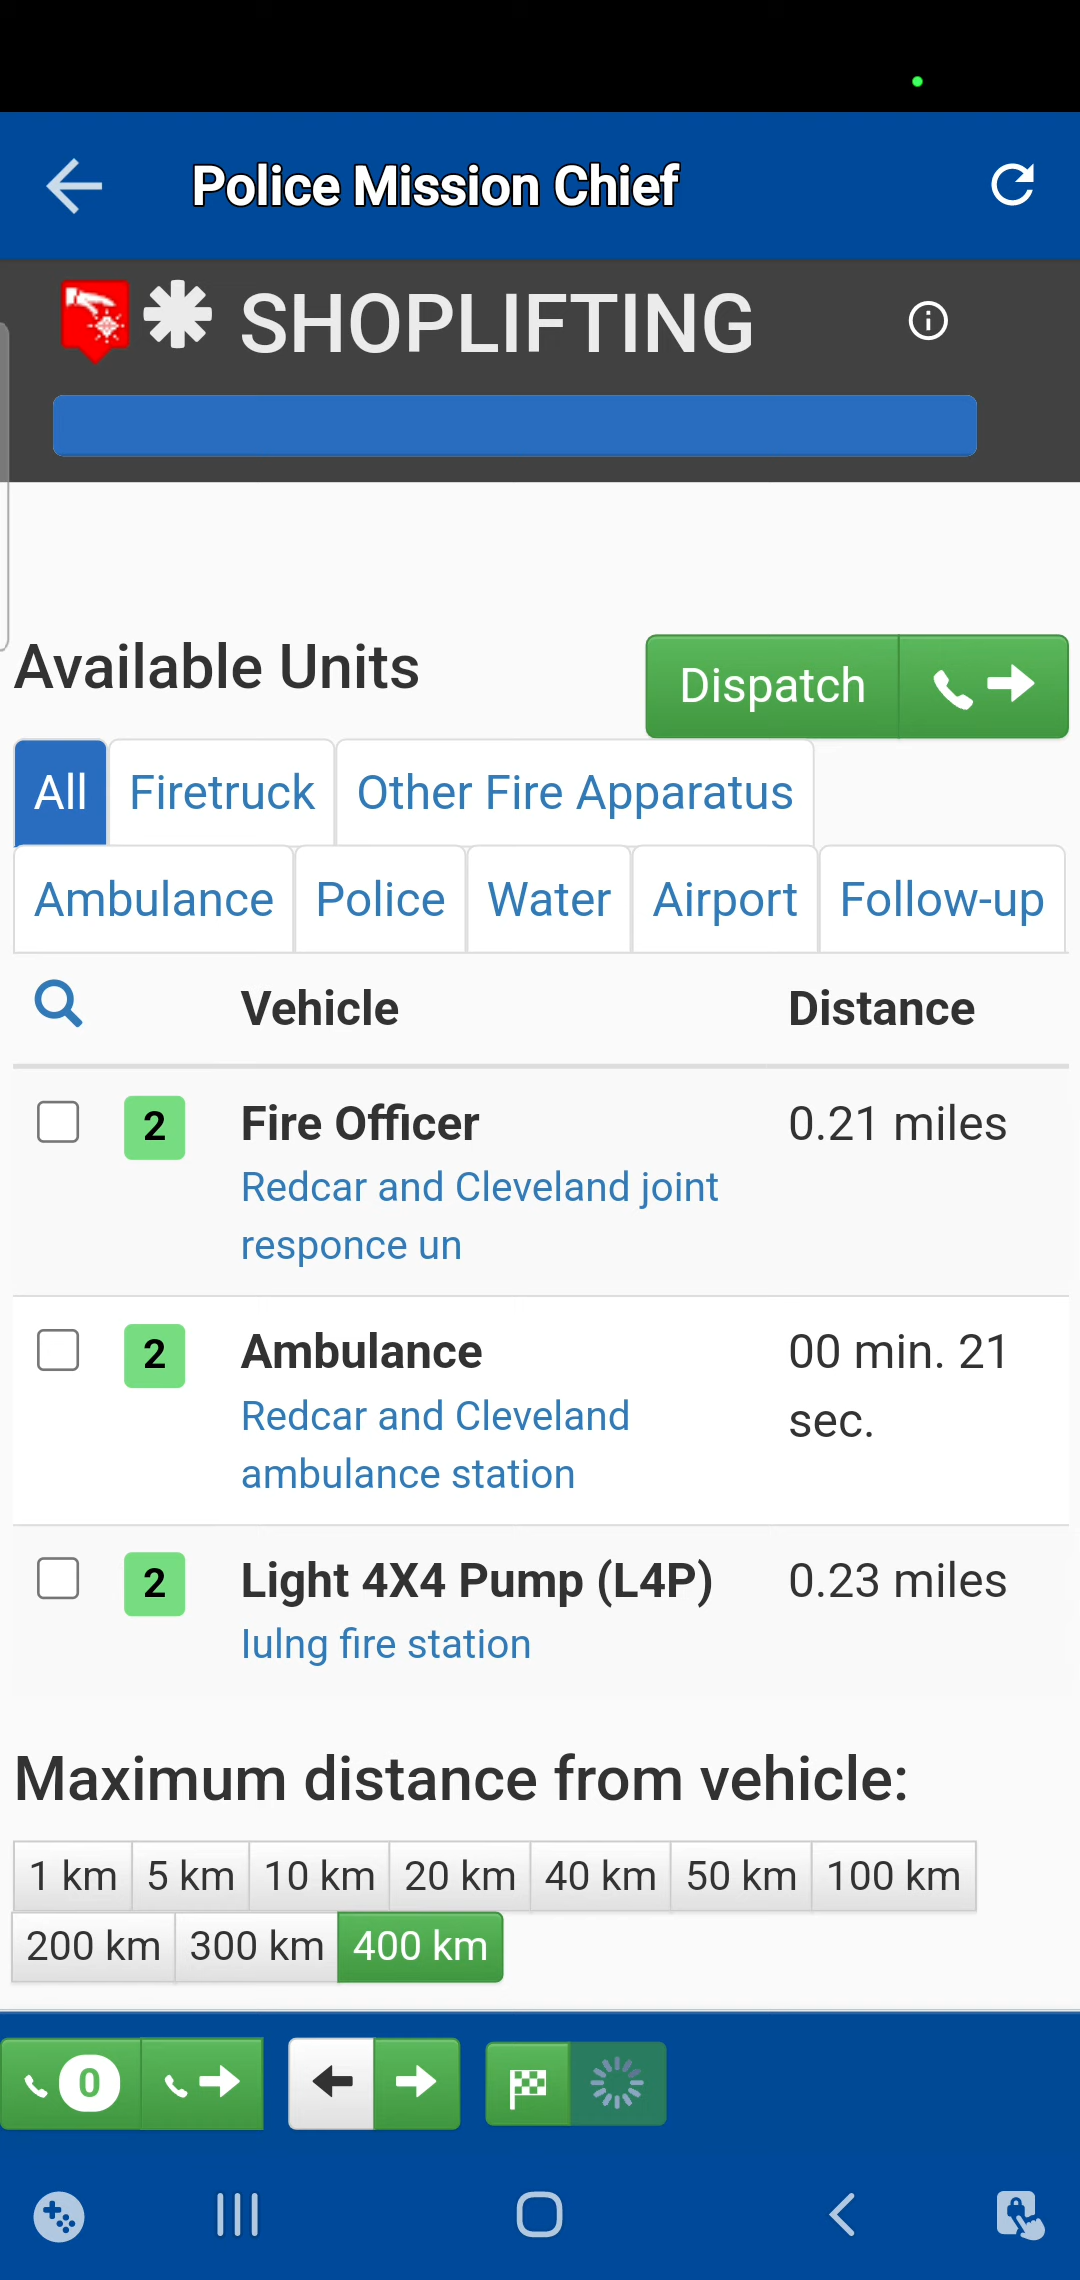 Police Mission Chief
SHOPLIFTING
Available Units
Dispatch
All
Firetruck
Other Fire Apparatus
Ambulance
Police
Water
Airport
Follow-up
Vehicle
Distance
2
Fire Officer
0.21 miles
Redcar and Cleveland joint
responce un
2
Ambulance
00 min. 21
sec.
Redcar and Cleveland
ambulance station
2
Light 4X4 Pump (L4P)
0.23 miles
Iulng fire station
Maximum distance from vehicle:
1 km
5 km
10 km
20 km
40 km
50 km
100 km
200 km
300 km
400 km
0